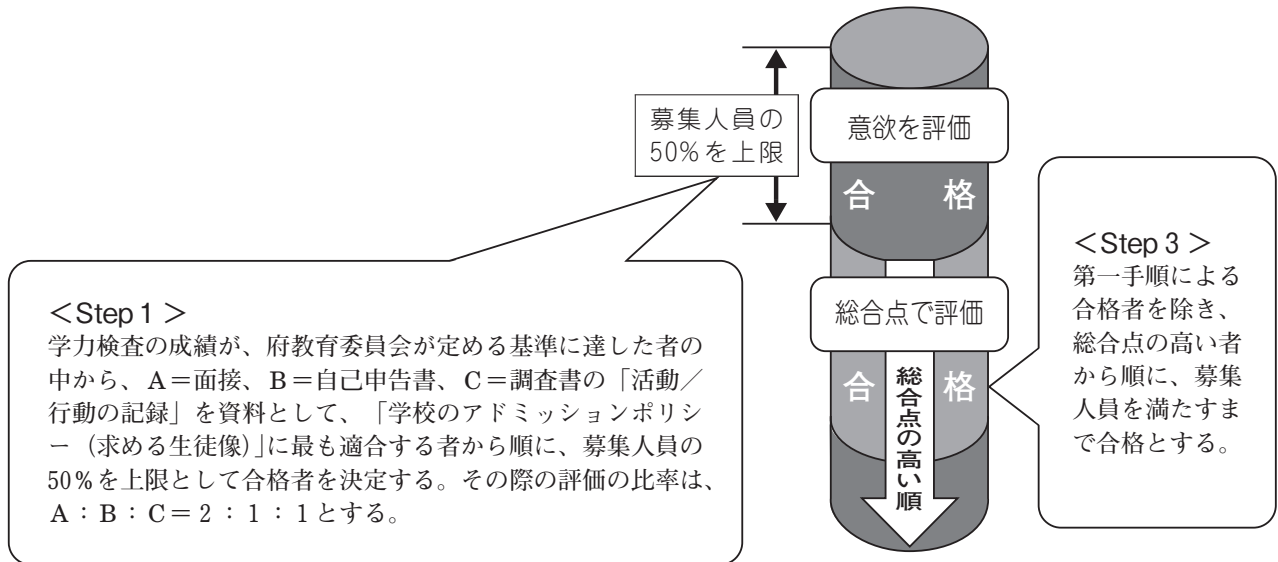 募集人員の
50%を上限
意欲を評価
合格
＜Step 1 ＞
学力検査の成績が、府教育委員会が定める基準に達した者の
中から、A＝面接、B＝自己申告書、C＝調査書の「活動／
行動の記録」を資料として、「学校のアドミッションポリシ
ー（求める生徒像）」に最も適合する者から順に、募集人員の
50%を上限として合格者を決定する。その際の評価の比率は、
A：B：C＝2：1：1とする。
総合点で評価
合格
総合点の高い順
＜Step 3 ＞
第一手順による
合格者を除き、
総合点の高い者
から順に、募集
人員を満たすま
で合格とする。